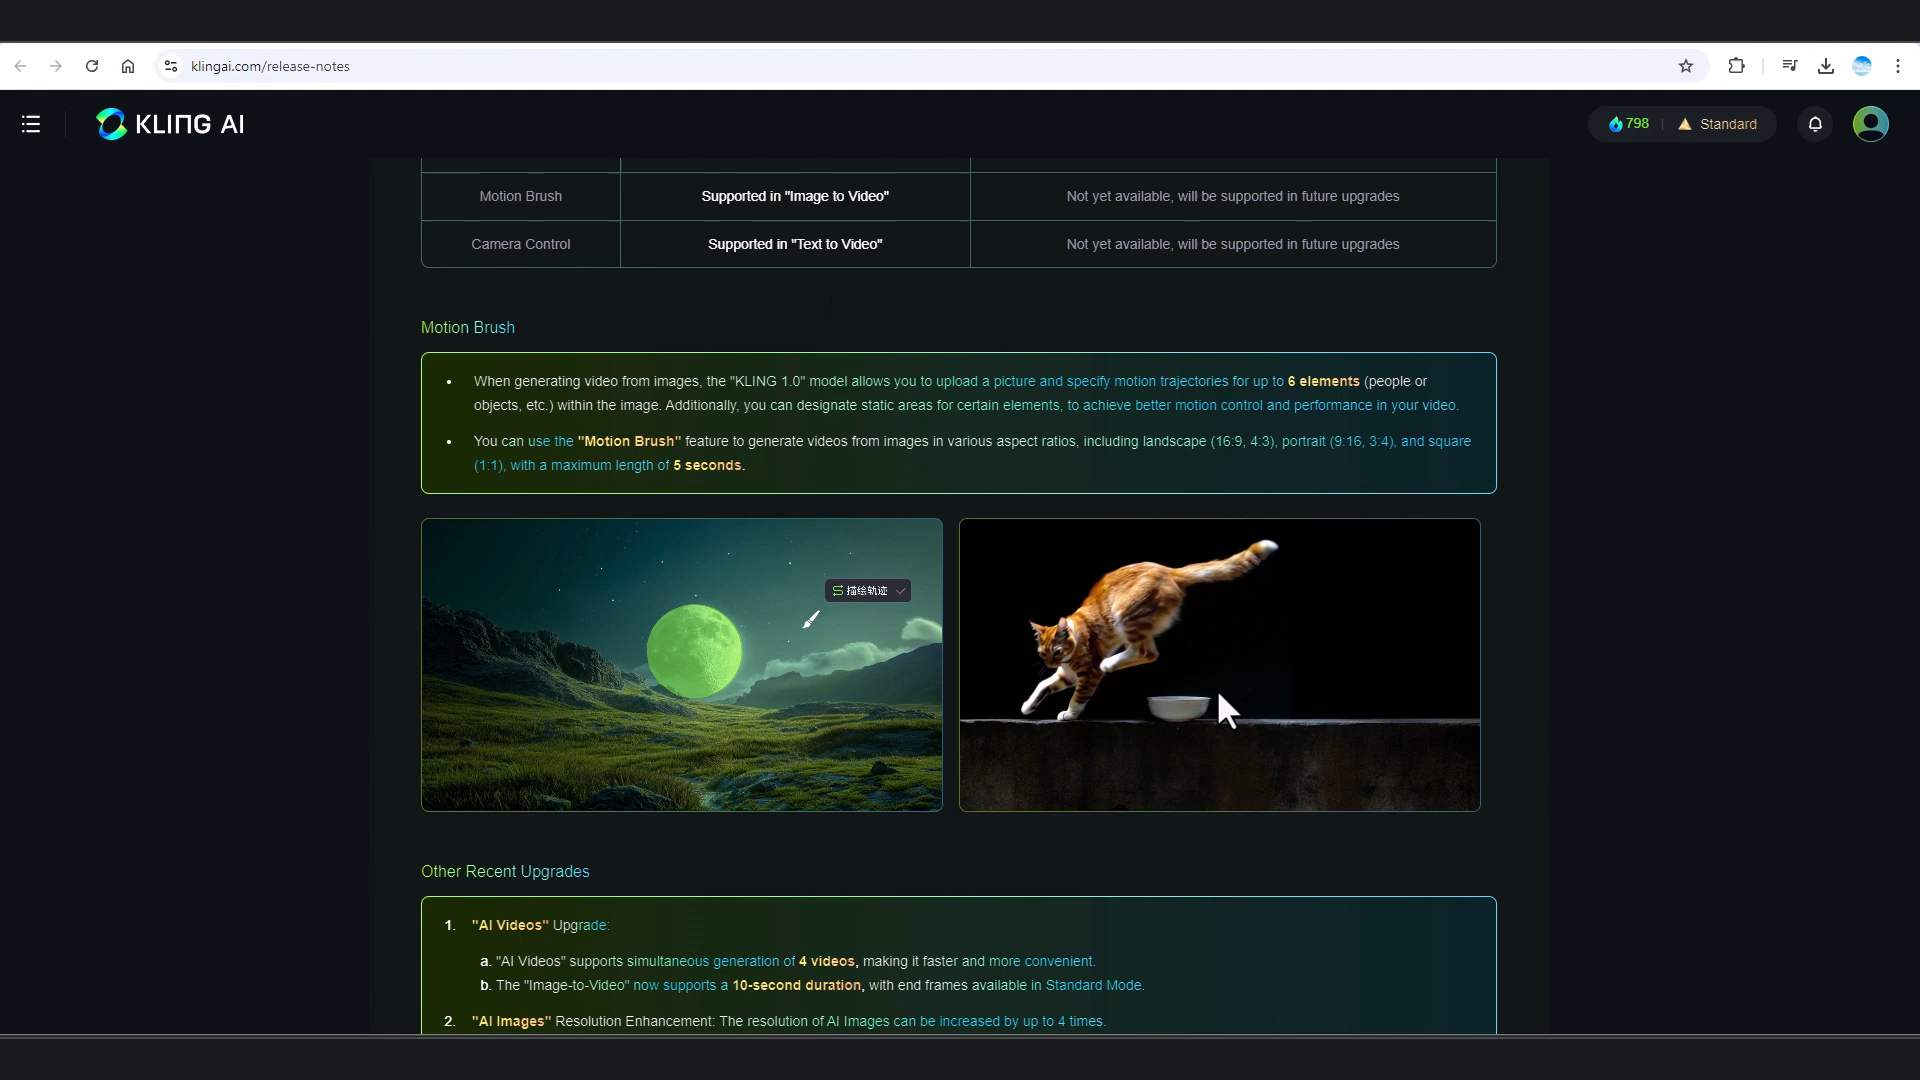 klingai.com/release-notes
KLING AI
798
Standard
Motion Brush
Supported in "Image to Video"
Not yet available, will be supported in future upgrades
Camera Control
Supported in "Text to Video"
Not yet available, will be supported in future upgrades
Motion Brush
When generating video from images, the "KLING 1.0" model allows you to upload a picture and specify motion trajectories for up to 6 elements (people or
objects, etc.) within the image. Additionally, you can designate static areas for certain elements, to achieve better motion control and performance in your video.
You can use the "Motion Brush" feature to generate videos from images in various aspect ratios, including landscape (16:9, 4:3), portrait (9:16, 3:4), and square
(1:1), with a maximum length of 5 seconds.
描绘轨迹
Other Recent Upgrades
1. "AI Videos" Upgrade:
a. "AI Videos" supports simultaneous generation of 4 videos, making it faster and more convenient.
b. The "Image-to-Video" now supports a 10-second duration, with end frames available in Standard Mode.
2. "AI Images" Resolution Enhancement: The resolution of AI Images can be increased by up to 4 times.